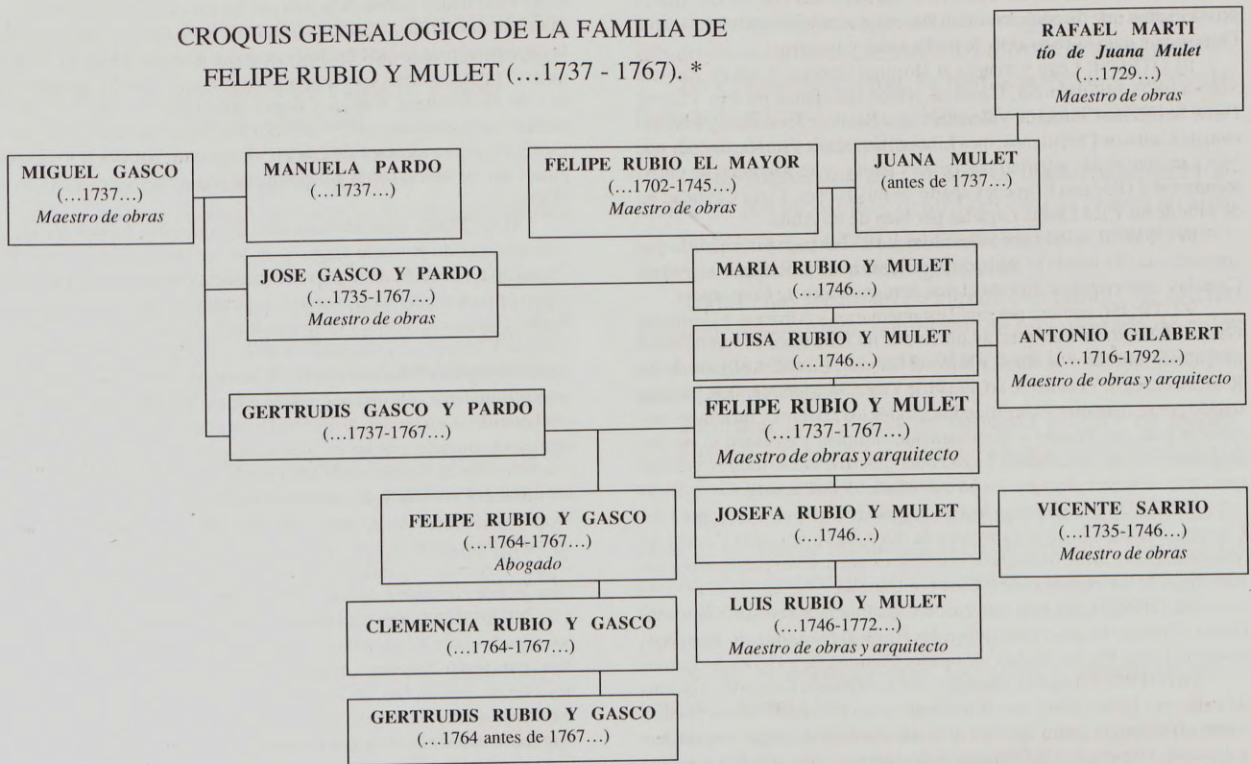 CROQUIS GENEALOGICO DE LA FAMILIA DE
FELIPE RUBIO Y MULET (…1737 - 1767). *
RAFAEL MARTI
tío de Juana Mulet
(…1729…)
Maestro de obras
MIGUEL GASCO
(…1737…)
Maestro de obras
MANUELA PARDO
(…1737…)
FELIPE RUBIO EL MAYOR
(…1702-1745…)
Maestro de obras
JUANA MULET
(antes de 1737…)
JOSE GASCO Y PARDO
(…1735-1767…)
Maestro de obras
MARIA RUBIO Y MULET
(…1746…)
LUISA RUBIO Y MULET
(…1746…)
ANTONIO GILABERT
(…1716-1792…)
Maestro de obras y arquitecto
GERTRUDIS GASCO Y PARDO
(…1737-1767…)
FELIPE RUBIO Y MULET
(…1737-1767…)
Maestro de obras y arquitecto
FELIPE RUBIO Y GASCO
(…1764-1767…)
Abogado
JOSEFA RUBIO Y MULET
(…1746…)
VICENTE SARRIO
(…1735-1746…)
Maestro de obras
CLEMENCIA RUBIO Y GASCO
(…1764-1767…)
LUIS RUBIO Y MULET
(…1746-1772…)
Maestro de obras y arquitecto
GERTRUDIS RUBIO Y GASCO
(…1764 antes de 1767…)